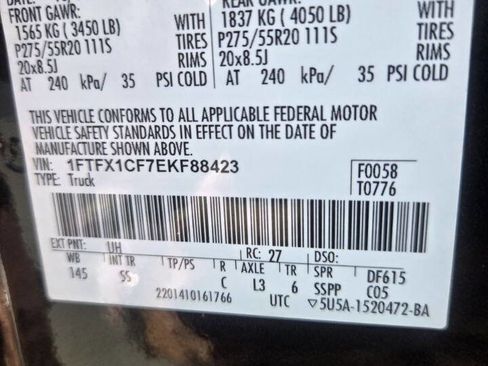 FRONT GAWR: REAR GAWR:
1565 KG ( 3450 LB) 1837 KG ( 4050 LB)
WITH WITH
P275/55R20 111S TIRES P275/55R20 111S TIRES
20x8.5J RIMS 20x8.5J RIMS
AT 240 kPa/ 35 PSI COLD AT 240 kPa/ 35 PSI COLD
THIS VEHICLE CONFORMS TO ALL APPLICABLE FEDERAL MOTOR
VEHICLE SAFETY STANDARDS IN EFFECT ON THE DATE OF
MANUFACTURE SHOWN ABOVE.
VIN: 1FTFX1CF7EKF88423 F0058
TYPE: Truck T0776
EXT PNT: UH RC: 27 DSO:
WB INT TR TP/PS R AXLE TR SPR DF615
145 SS C L3 6 SSPP C05
2201410161766 UTC ▽5U5A-1520472-BA